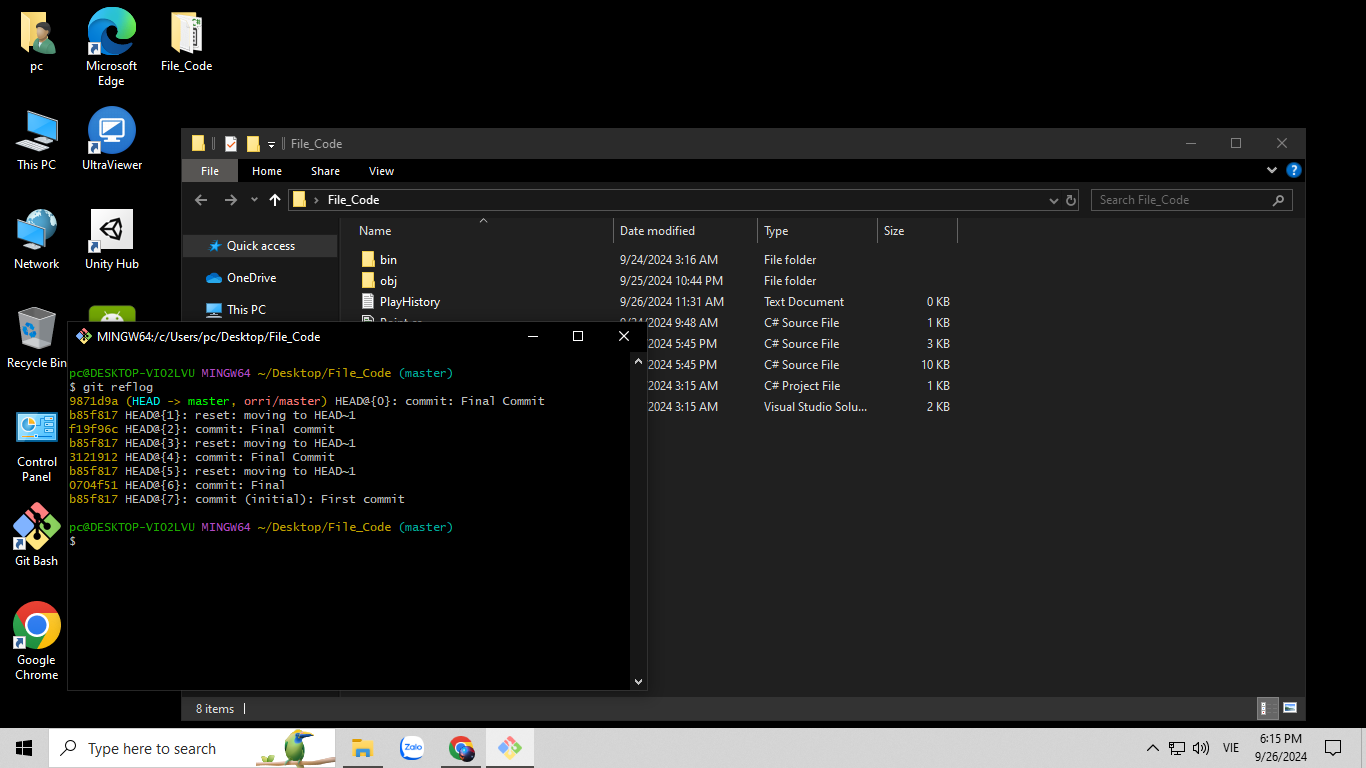 pc
Microsoft
Edge
File_Code
This PC
UltraViewer
Network
Unity Hub
Recycle Bin
Control
Panel
Git Bash
Google
Chrome
File_Code
File
Home
Share
View
File_Code
Search File_Code
Quick access
OneDrive
This PC
Name
Date modified
Type
Size
bin
9/24/2024 3:16 AM
File folder
obj
9/25/2024 10:44 PM
File folder
PlayHistory
9/26/2024 11:31 AM
Text Document
0 KB
9:48 AM
C# Source File
1 KB
2024 5:45 PM
C# Source File
3 KB
2024 5:45 PM
C# Source File
10 KB
2024 3:15 AM
C# Project File
1 KB
2024 3:15 AM
Visual Studio Solu...
2 KB
8 items
MINGW64:/c/Users/pc/Desktop/File_Code
pc@DESKTOP-VIO2LVU MINGW64 ~/Desktop/File_Code (master)
$ git reflog
9871d9a (HEAD -> master, orri/master) HEAD@{0}: commit: Final Commit
b85f817 HEAD@{1}: reset: moving to HEAD~1
f19f96c HEAD@{2}: commit: Final commit
b85f817 HEAD@{3}: reset: moving to HEAD~1
3121912 HEAD@{4}: commit: Final Commit
b85f817 HEAD@{5}: reset: moving to HEAD~1
0704f51 HEAD@{6}: commit: Final
b85f817 HEAD@{7}: commit (initial): First commit
pc@DESKTOP-VIO2LVU MINGW64 ~/Desktop/File_Code (master)
$
Type here to search
Zalo
VIE
6:15 PM
9/26/2024